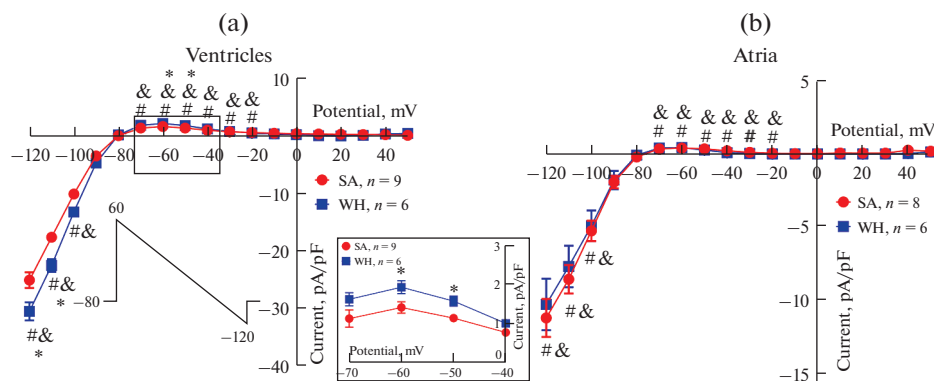 (a)
Ventricles
10
* *
& & & & & &
# # # # # #
Potential, mV
−120 −100 −80 −60 −40 −20 0 20 40
SA, n = 9
WH, n = 6
−10
−20
−30
−40
Current, pA/pF
#&
#&
*
#&
*
60
−80
−120
SA, n = 9
WH, n = 6
*
*
3
2
1
0
Current, pA/pF
Potential, mV
−70 −60 −50 −40
(b)
Atria
5
& & & & & &
# # # # # #
Potential, mV
−120 −100 −80 −60 −40 −20 0 20 40
SA, n = 8
WH, n = 6
−5
−10
−15
Current, pA/pF
#&
#&
#&